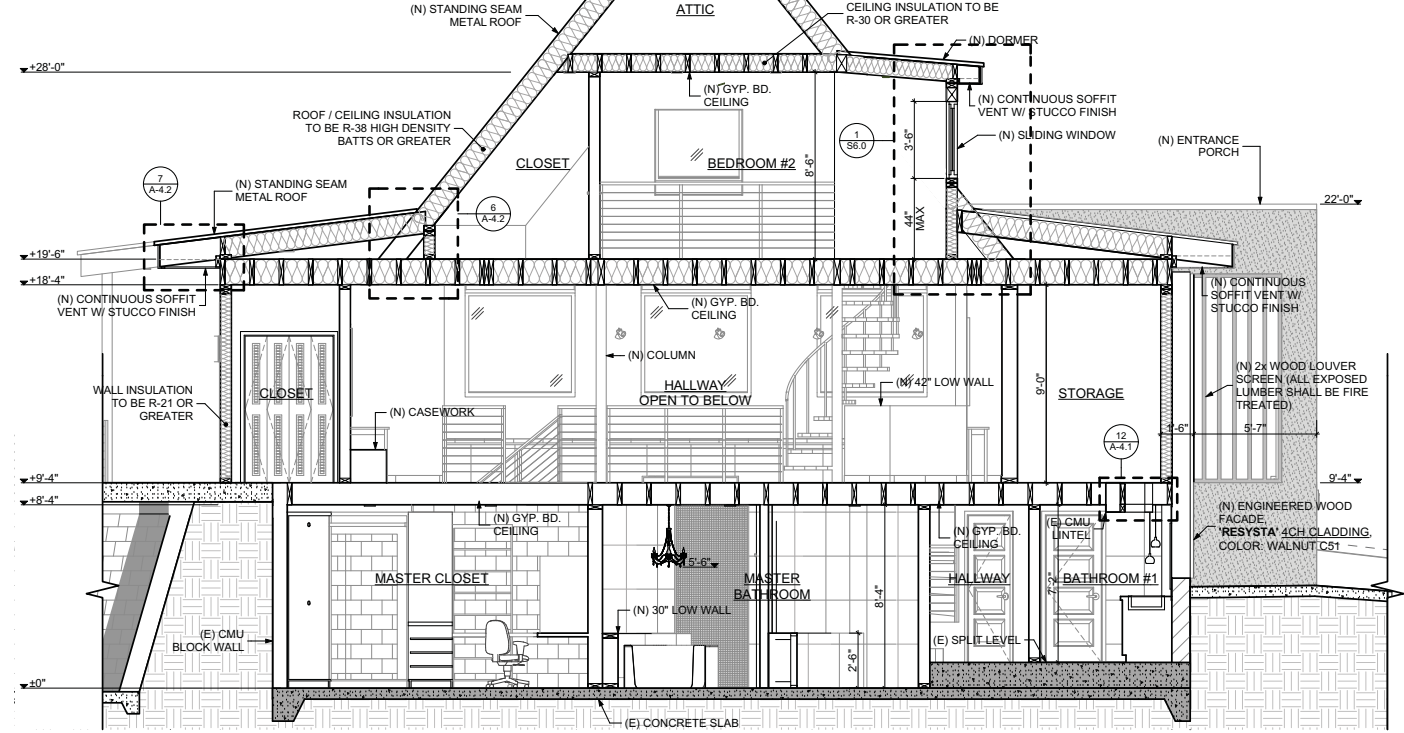 (N) STANDING SEAM
METAL ROOF
ATTIC
CEILING INSULATION TO BE
R-30 OR GREATER
(N) DORMER
+28'-0"
(N) GYP. BD.
CEILING
(N) CONTINUOUS SOFFIT
VENT W/ STUCCO FINISH
ROOF / CEILING INSULATION
TO BE R-38 HIGH DENSITY
BATTS OR GREATER
1
S6.0
3'-6"
(N) SLIDING WINDOW
(N) ENTRANCE
PORCH
CLOSET
BEDROOM #2
8'-6"
7
A-4.2
(N) STANDING SEAM
METAL ROOF
6
A-4.2
44"
MAX
22'-0"
+19'-6"
+18'-4"
(N) CONTINUOUS SOFFIT
VENT W/ STUCCO FINISH
(N) GYP. BD.
CEILING
(N) CONTINUOUS
SOFFIT VENT W/
STUCCO FINISH
(N) COLUMN
WALL INSULATION
TO BE R-21 OR
GREATER
CLOSET
(N) CASEWORK
HALLWAY
OPEN TO BELOW
(N) 42" LOW WALL
9'-0"
STORAGE
(N) 2x WOOD LOUVER
SCREEN (ALL EXPOSED
LUMBER SHALL BE FIRE
TREATED)
12
A-4.1
1'-6"
5'-7"
+9'-4"
+8'-4"
9'-4"
(N) GYP. BD.
CEILING
(N) GYP. BD.
CEILING
(E) CMU
LINTEL
(N) ENGINEERED WOOD
FACADE,
'RESYSTA' 4CH CLADDING,
COLOR: WALNUT C51
5'-6"
MASTER CLOSET
MASTER
BATHROOM
HALLWAY
BATHROOM #1
8'-4"
7'-2"
(N) 30" LOW WALL
(E) CMU
BLOCK WALL
(E) SPLIT LEVEL
2'-6"
±0"
(E) CONCRETE SLAB